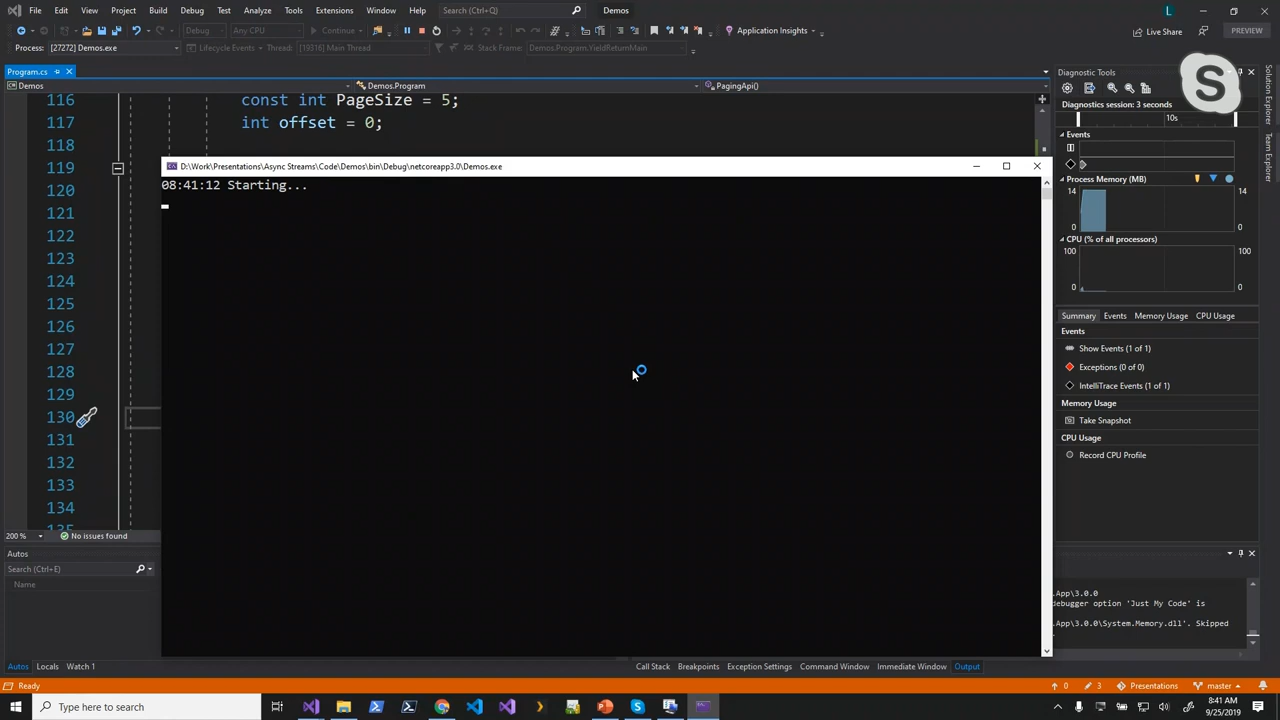 File Edit View Project Build Debug Test Analyze Tools Extensions Window Help Search (Ctrl+Q) Demos L
Debug Any CPU Continue Application Insights Live Share PREVIEW
Process: [27272] Demos.exe Lifecycle Events Thread: [19316] Main Thread Stack Frame: Demos.Program.YieldReturnMain
Program.cs
Demos Demos.Program PagingApi()
116 const int PageSize = 5;
117 int offset = 0;
118
119
120
121
122
123
124
125
126
127
128
129
130
131
132
133
134
135
D:\Work\Presentations\Async Streams\Code\Demos\bin\Debug\netcoreapp3.0\Demos.exe
08:41:12 Starting...
Diagnostic Tools
Diagnostics session: 3 seconds
10s
Events
Process Memory (MB)
14 14
0 0
CPU (% of all processors)
100 100
0 0
Summary Events Memory Usage CPU Usage
Events
Show Events (1 of 1)
Exceptions (0 of 0)
IntelliTrace Events (1 of 1)
Memory Usage
Take Snapshot
CPU Usage
Record CPU Profile
S
Solution Explorer
Team Explorer
200 % No issues found
Autos
Search (Ctrl+E)
Name
.App\3.0.0
debugger option 'Just My Code' is
.App\3.0.0\System.Memory.dll'. Skipped
Autos Locals Watch 1
Call Stack Breakpoints Exception Settings Command Window Immediate Window Output
Ready 0 3 Presentations master
Type here to search
8:41 AM
9/25/2019